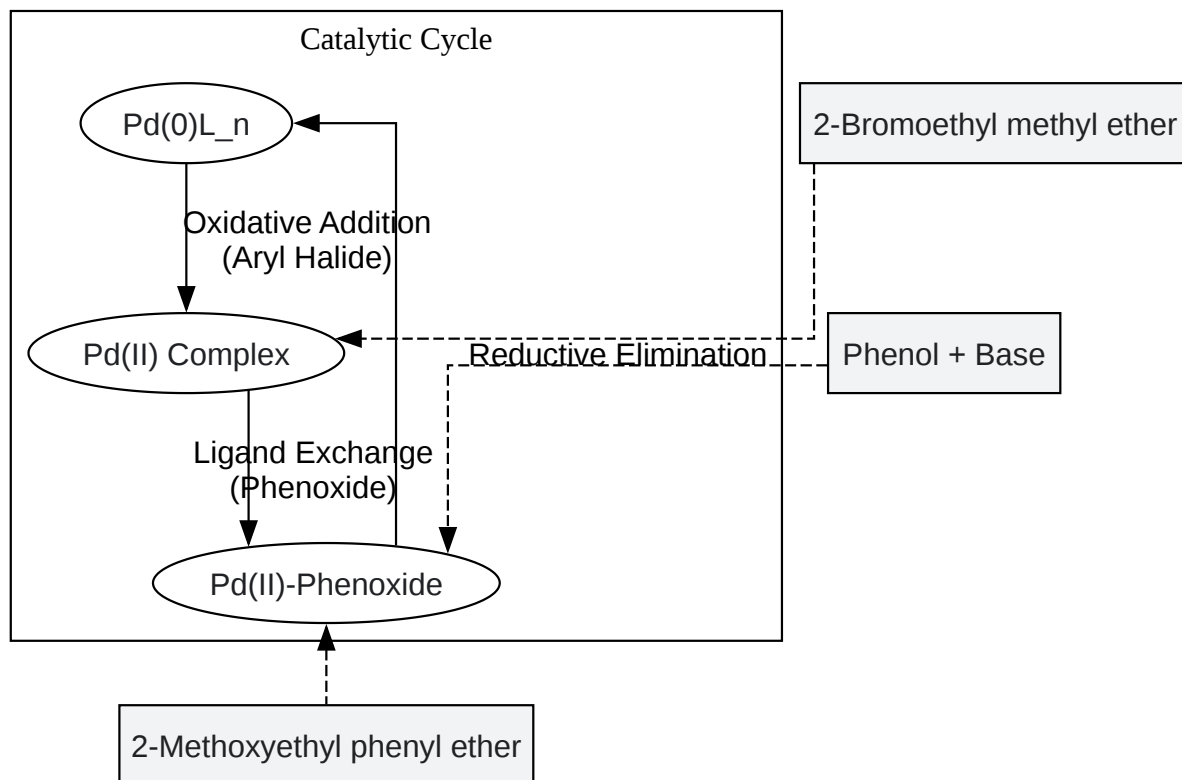 Catalytic Cycle
Pd(0)L_n
2-Bromoethyl methyl ether
Oxidative Addition
(Aryl Halide)
Pd(II) Complex
Reductive Elimination
Phenol + Base
Ligand Exchange
(Phenoxide)
Pd(II)-Phenoxide
2-Methoxyethyl phenyl ether